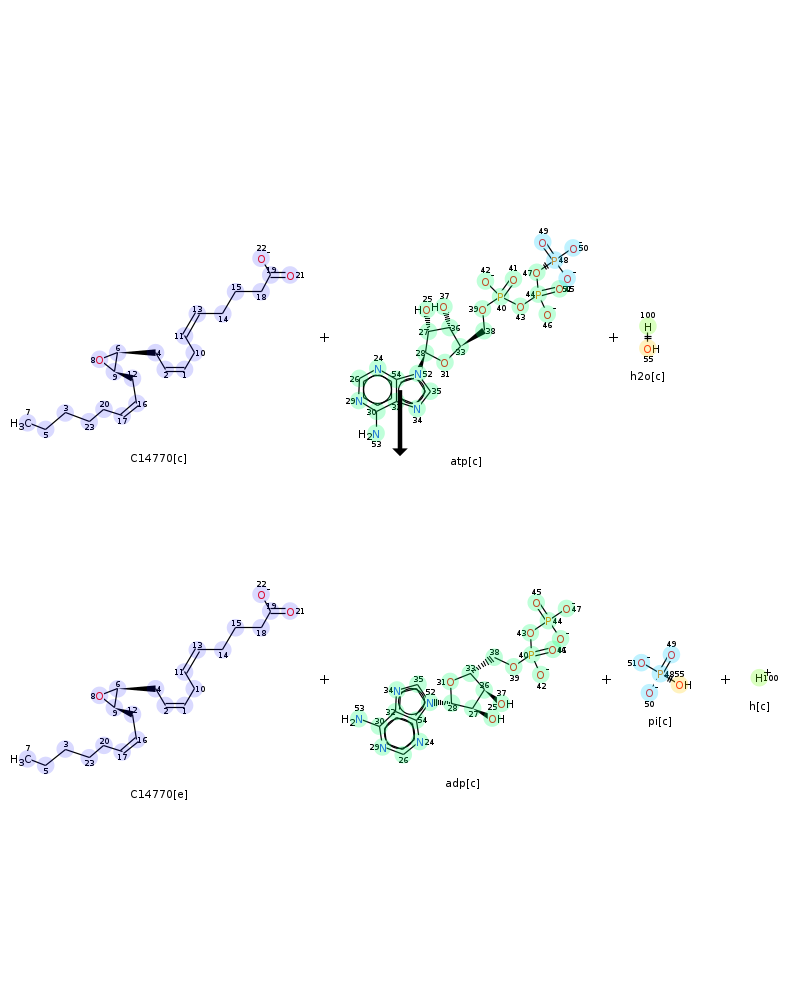 22
O-
19
O 21
15
18
13
14
11
10
6
8 O
4
9
12
2
1
7
H3C
3
20
16
5
23
17
C14770[c]
+
49
O
O- 50
P 48
47
O-
42
O-
41
O
P
40
44 P
O
43
O-
46
25
HO
37
HO
39 O
38
27
36
33
28
O
31
24
N
54
N 52
26
35
29 N
30
32
N
34
H2N
53
atp[c]
+
100
H
+
OH
55
h2o[c]
22
O-
19
O 21
15
18
13
14
11
10
6
8 O
4
9
12
2
1
7
H3C
3
20
16
5
23
17
C14770[e]
+
45
O
O- 47
P 44
43 O
O-
38
40 P
O
O
39
O-
42
33
31 O
36
37
OH
25
OH
28
27
35
34 N
52
N
53
H2N
30
32
54
29 N
N 24
26
adp[c]
+
49
O
51 O-
P 48
55
OH
O-
50
pi[c]
+
H+ 100
h[c]